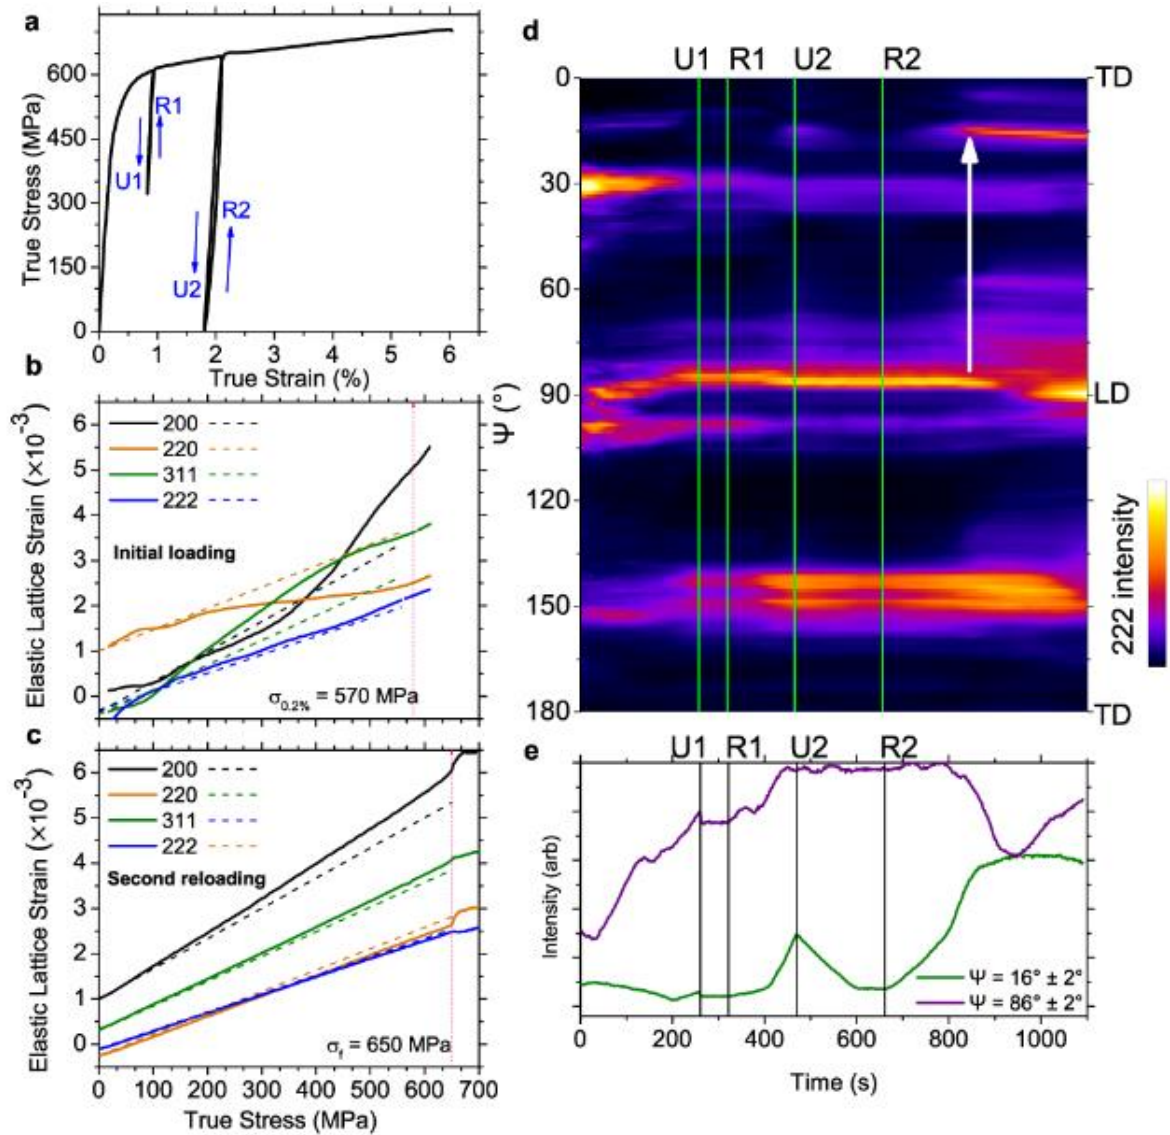 a
600
450
300
150
0
True Stress (MPa)
R1
U1
R2
U2
0 1 2 3 4 5 6
True Strain (%)
b
6
5
4
3
2
1
0
Elastic Lattice Strain (×10⁻³)
200
220
311
222
Initial loading
σ0.2% = 570 MPa
c
6
5
4
3
2
1
0
Elastic Lattice Strain (×10⁻³)
200
220
311
222
Second reloading
σf = 650 MPa
0 100 200 300 400 500 600 700
True Stress (MPa)
d
U1 R1 U2 R2
0
30
60
90
120
150
180
Ψ (°)
TD
LD
TD
222 intensity
e
U1 R1 U2 R2
Intensity (arb)
Ψ = 16° ± 2°
Ψ = 86° ± 2°
0 200 400 600 800 1000
Time (s)